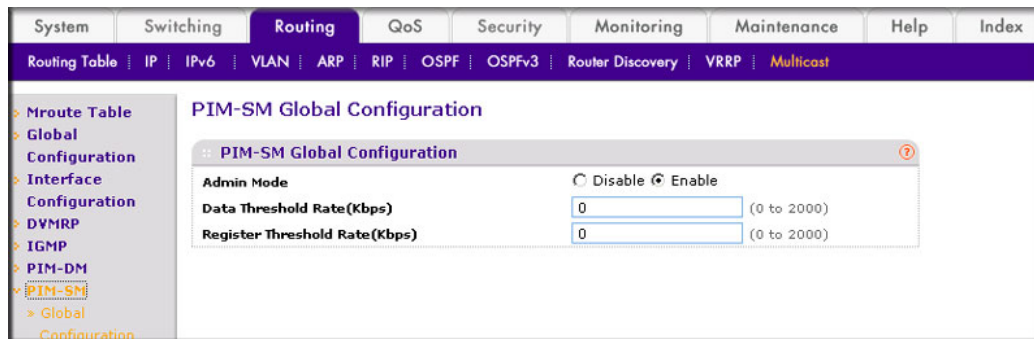 System Switching Routing QoS Security Monitoring Maintenance Help Index
Routing Table IP IPv6 VLAN ARP RIP OSPF OSPFv3 Router Discovery VRRP Multicast
Mroute Table
Global
Configuration
Interface
Configuration
DVMRP
IGMP
PIM-DM
PIM-SM
» Global
Configuration
PIM-SM Global Configuration
PIM-SM Global Configuration ?
Admin Mode Disable Enable
Data Threshold Rate(Kbps) 0 (0 to 2000)
Register Threshold Rate(Kbps) 0 (0 to 2000)